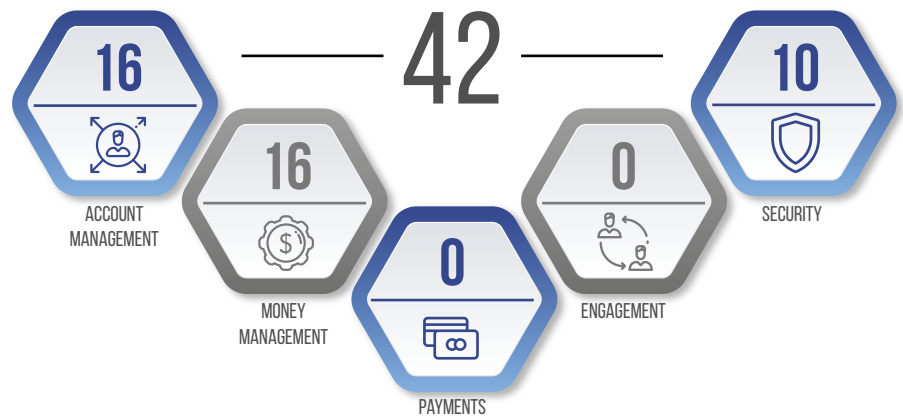 42
16
ACCOUNT
MANAGEMENT
16
$
MONEY
MANAGEMENT
0
PAYMENTS
0
ENGAGEMENT
10
SECURITY